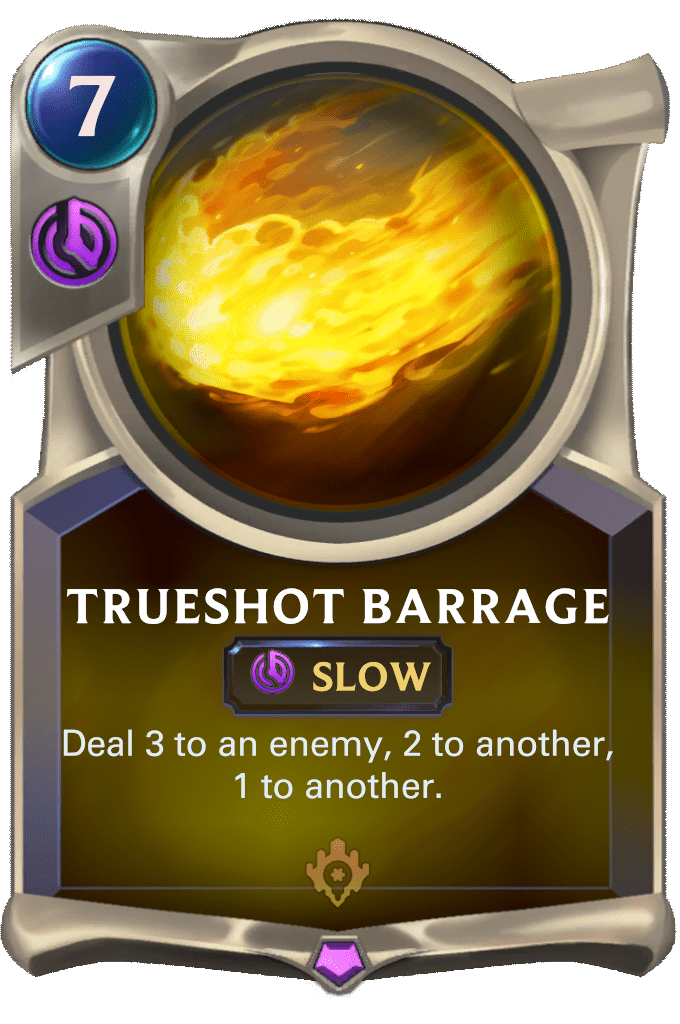 7
TRUESHOT BARRAGE
SLOW
Deal 3 to an enemy, 2 to another,
1 to another.